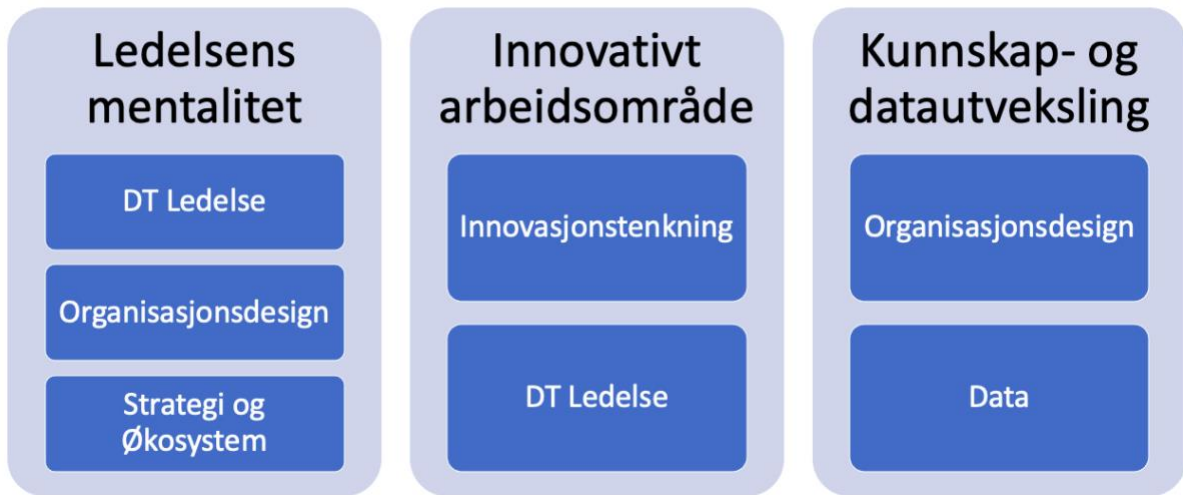 Ledelsens
mentalitet
DT Ledelse
Organisasjonsdesign
Strategi og
Økosystem
Innovativt
arbeidsområde
Innovasjonstenkning
DT Ledelse
Kunnskap- og
datautveksling
Organisasjonsdesign
Data